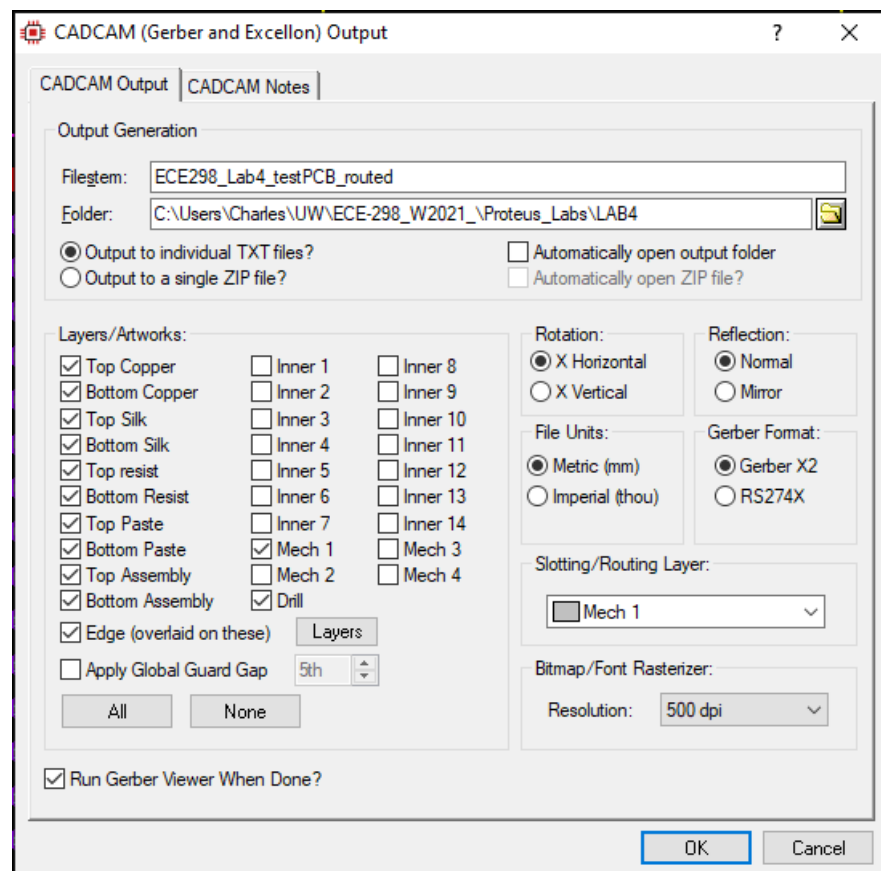 CADCAM (Gerber and Excellon) Output ?
CADCAM Output CADCAM Notes
Output Generation
Filestem: ECE298_Lab4_testPCB_routed
Folder: C:\Users\Charles\UW\ECE-298_W2021_\Proteus_Labs\LAB4
Output to individual TXT files? Automatically open output folder
Output to a single ZIP file? Automatically open ZIP file?
Layers/Artworks:
Top Copper Inner 1 Inner 8
Bottom Copper Inner 2 Inner 9
Top Silk Inner 3 Inner 10
Bottom Silk Inner 4 Inner 11
Top resist Inner 5 Inner 12
Bottom Resist Inner 6 Inner 13
Top Paste Inner 7 Inner 14
Bottom Paste Mech 1 Mech 3
Top Assembly Mech 2 Mech 4
Bottom Assembly Drill
Edge (overlaid on these) Layers
Apply Global Guard Gap 5th
All None
Rotation:
X Horizontal
X Vertical
Reflection:
Normal
Mirror
File Units:
Metric (mm)
Imperial (thou)
Gerber Format:
Gerber X2
RS274X
Slotting/Routing Layer:
Mech 1
Bitmap/Font Rasterizer:
Resolution: 500 dpi
Run Gerber Viewer When Done?
OK Cancel